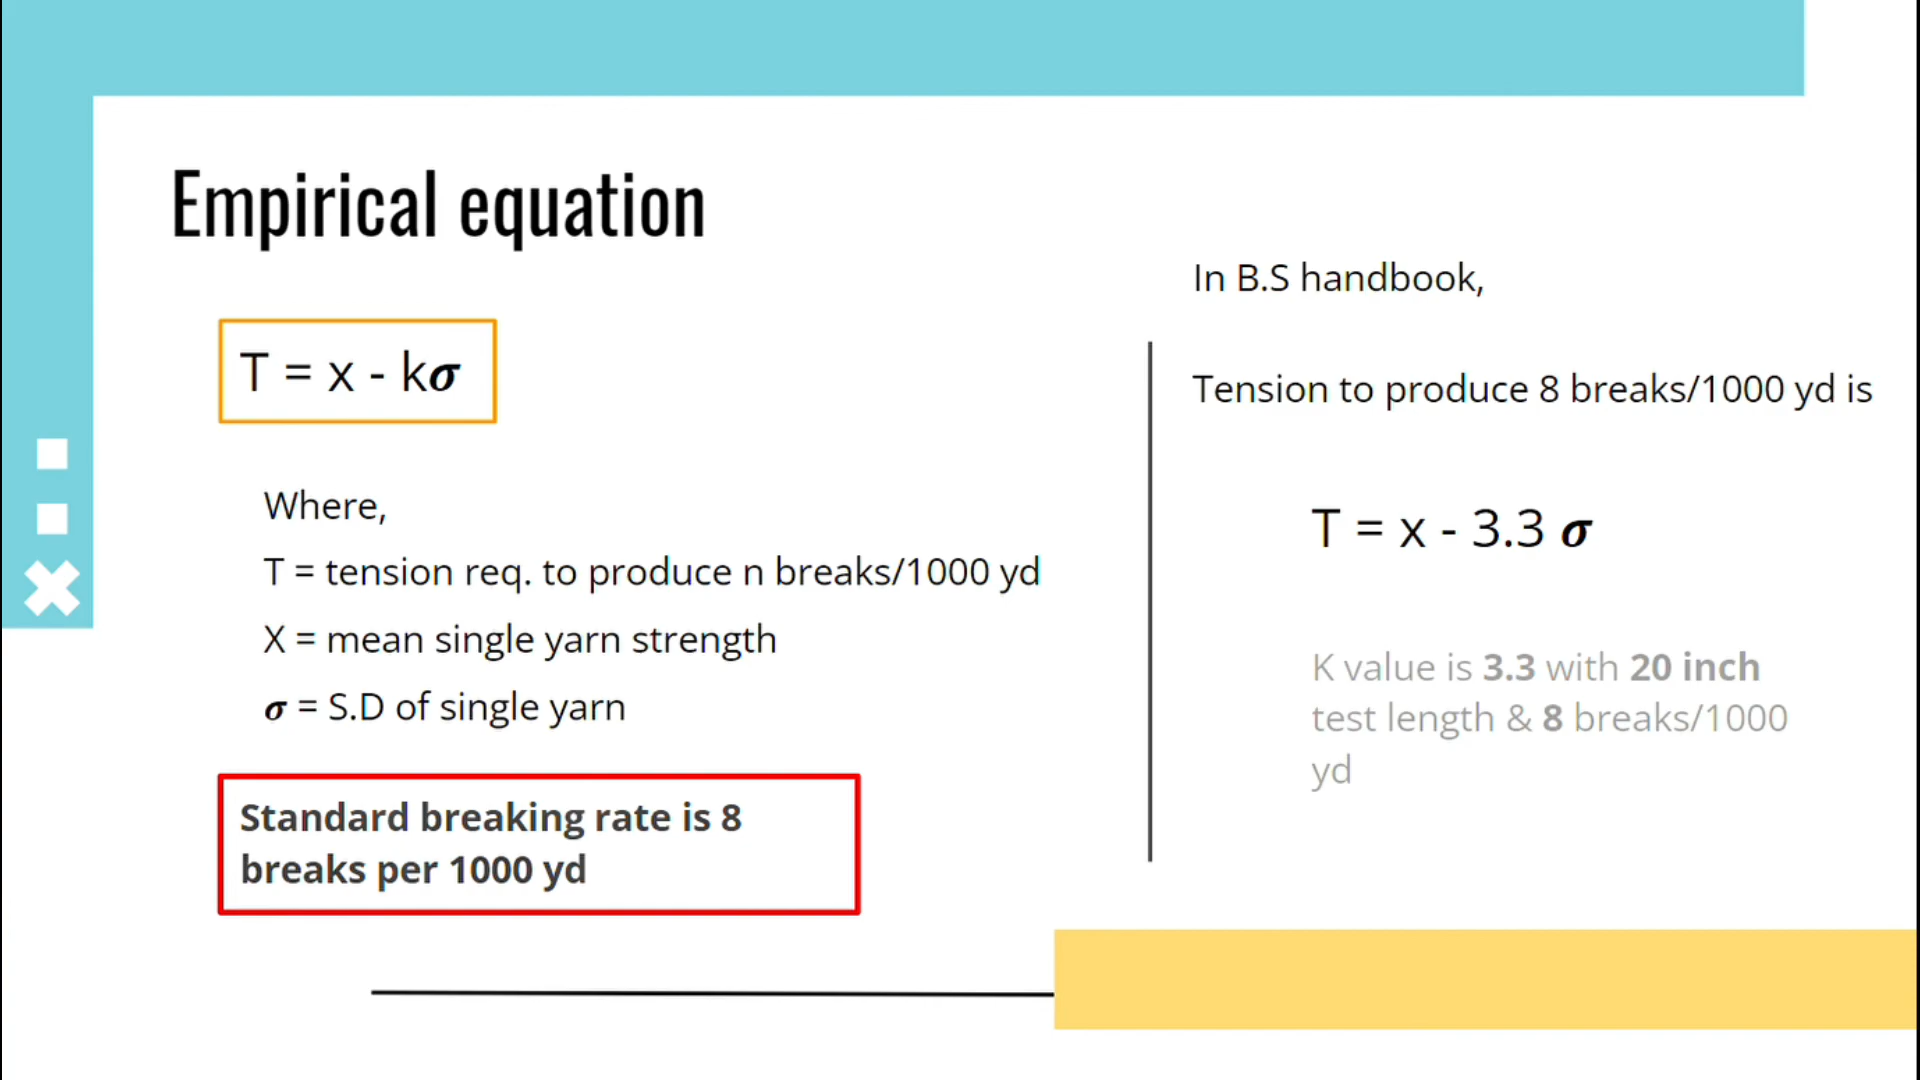 Empirical equation
T = x - kσ
Where,
T = tension req. to produce n breaks/1000 yd
X = mean single yarn strength
σ = S.D of single yarn
Standard breaking rate is 8
breaks per 1000 yd
In B.S handbook,
Tension to produce 8 breaks/1000 yd is
T = x - 3.3 σ
K value is 3.3 with 20 inch
test length & 8 breaks/1000
yd